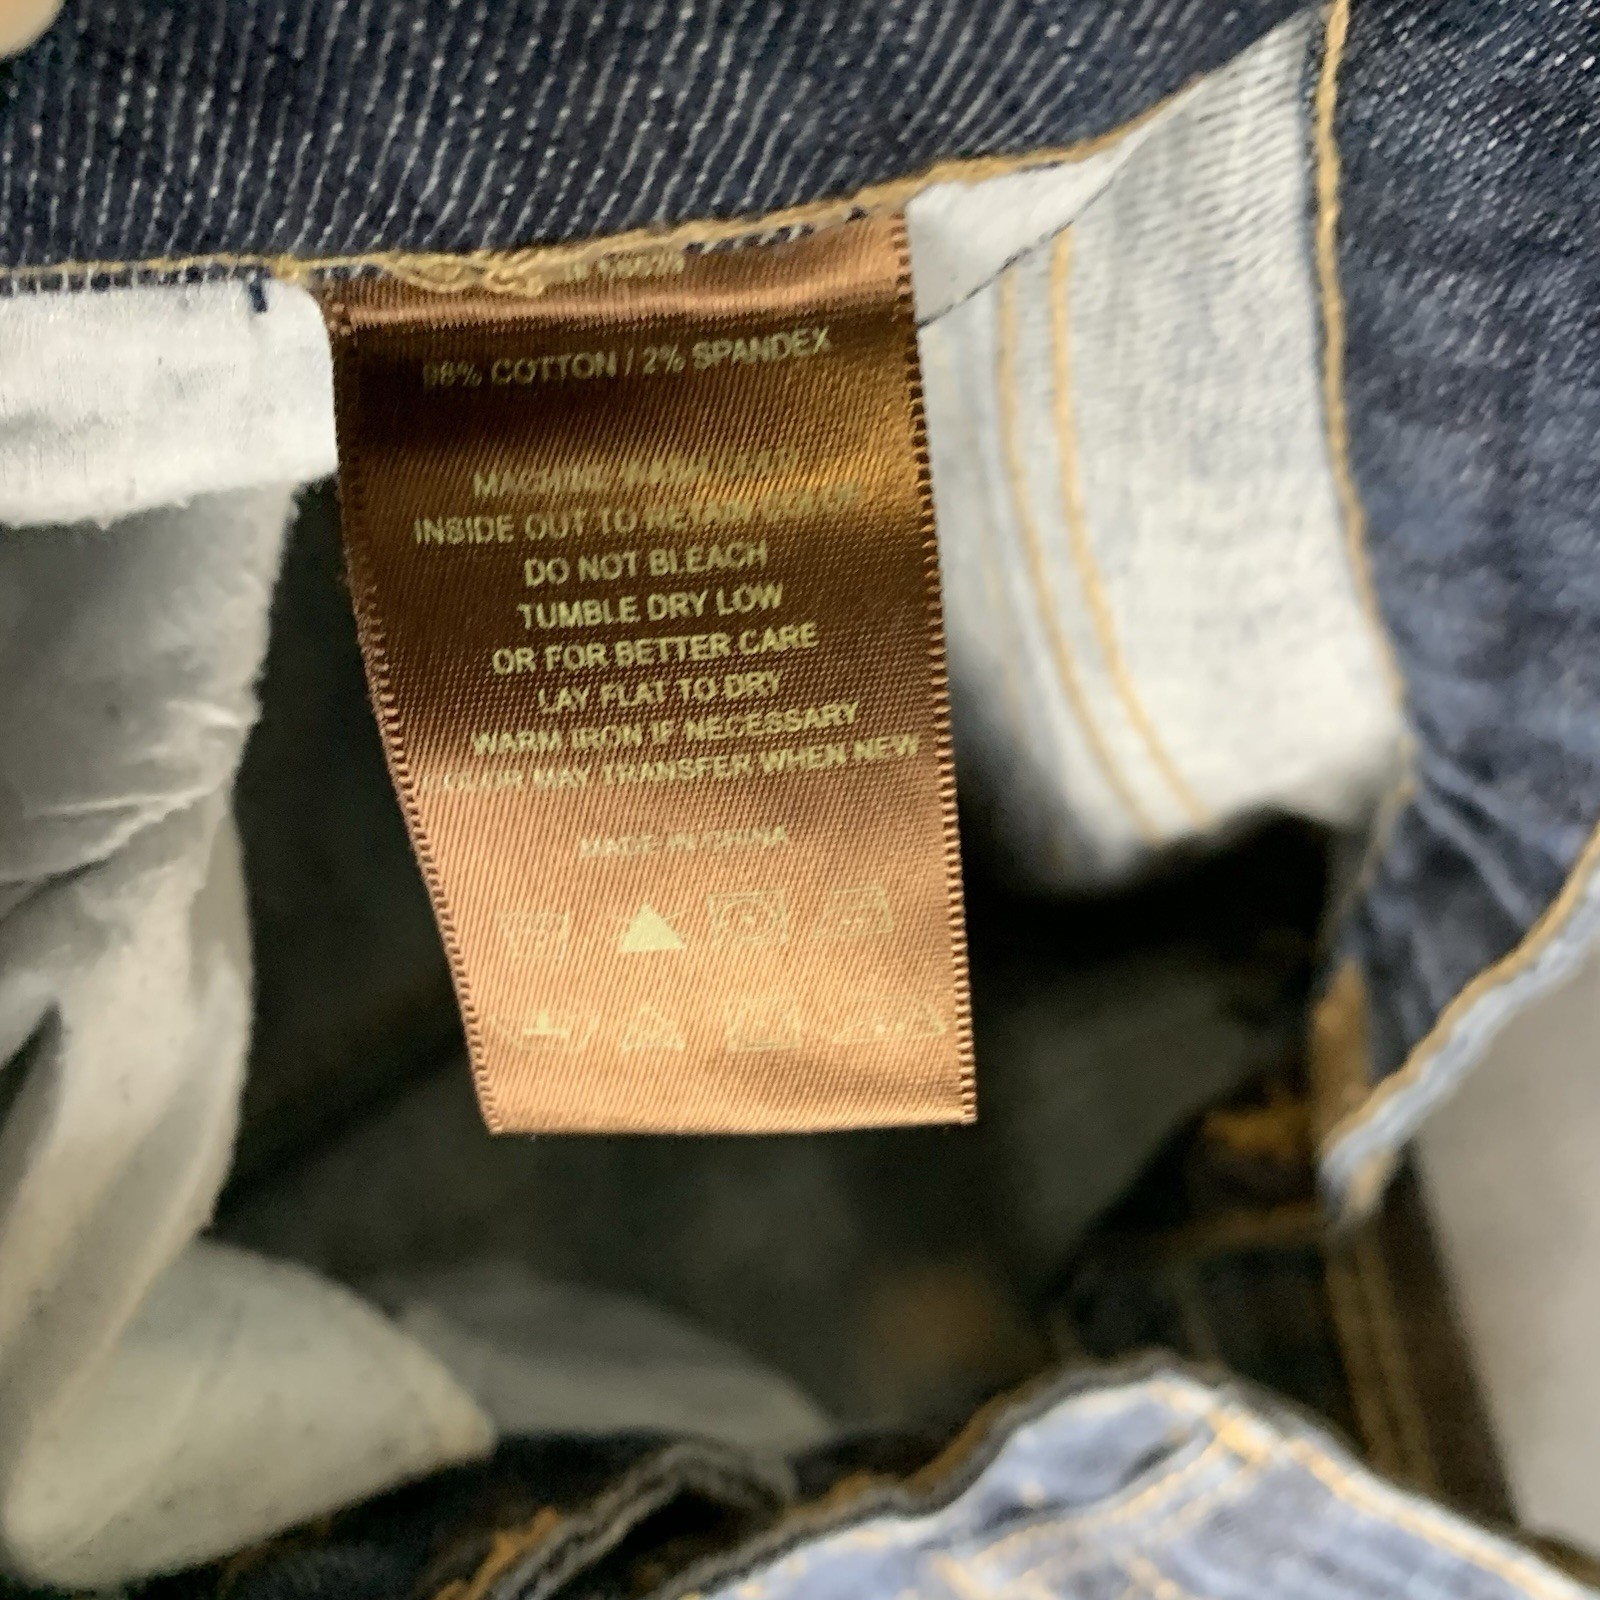 98% COTTON / 2% SPANDEX
MACHINE WASH
INSIDE OUT TO RETAIN COLOR
DO NOT BLEACH
TUMBLE DRY LOW
OR FOR BETTER CARE
LAY FLAT TO DRY
WARM IRON IF NECESSARY
COLOR MAY TRANSFER WHEN NEW
MADE IN CHINA